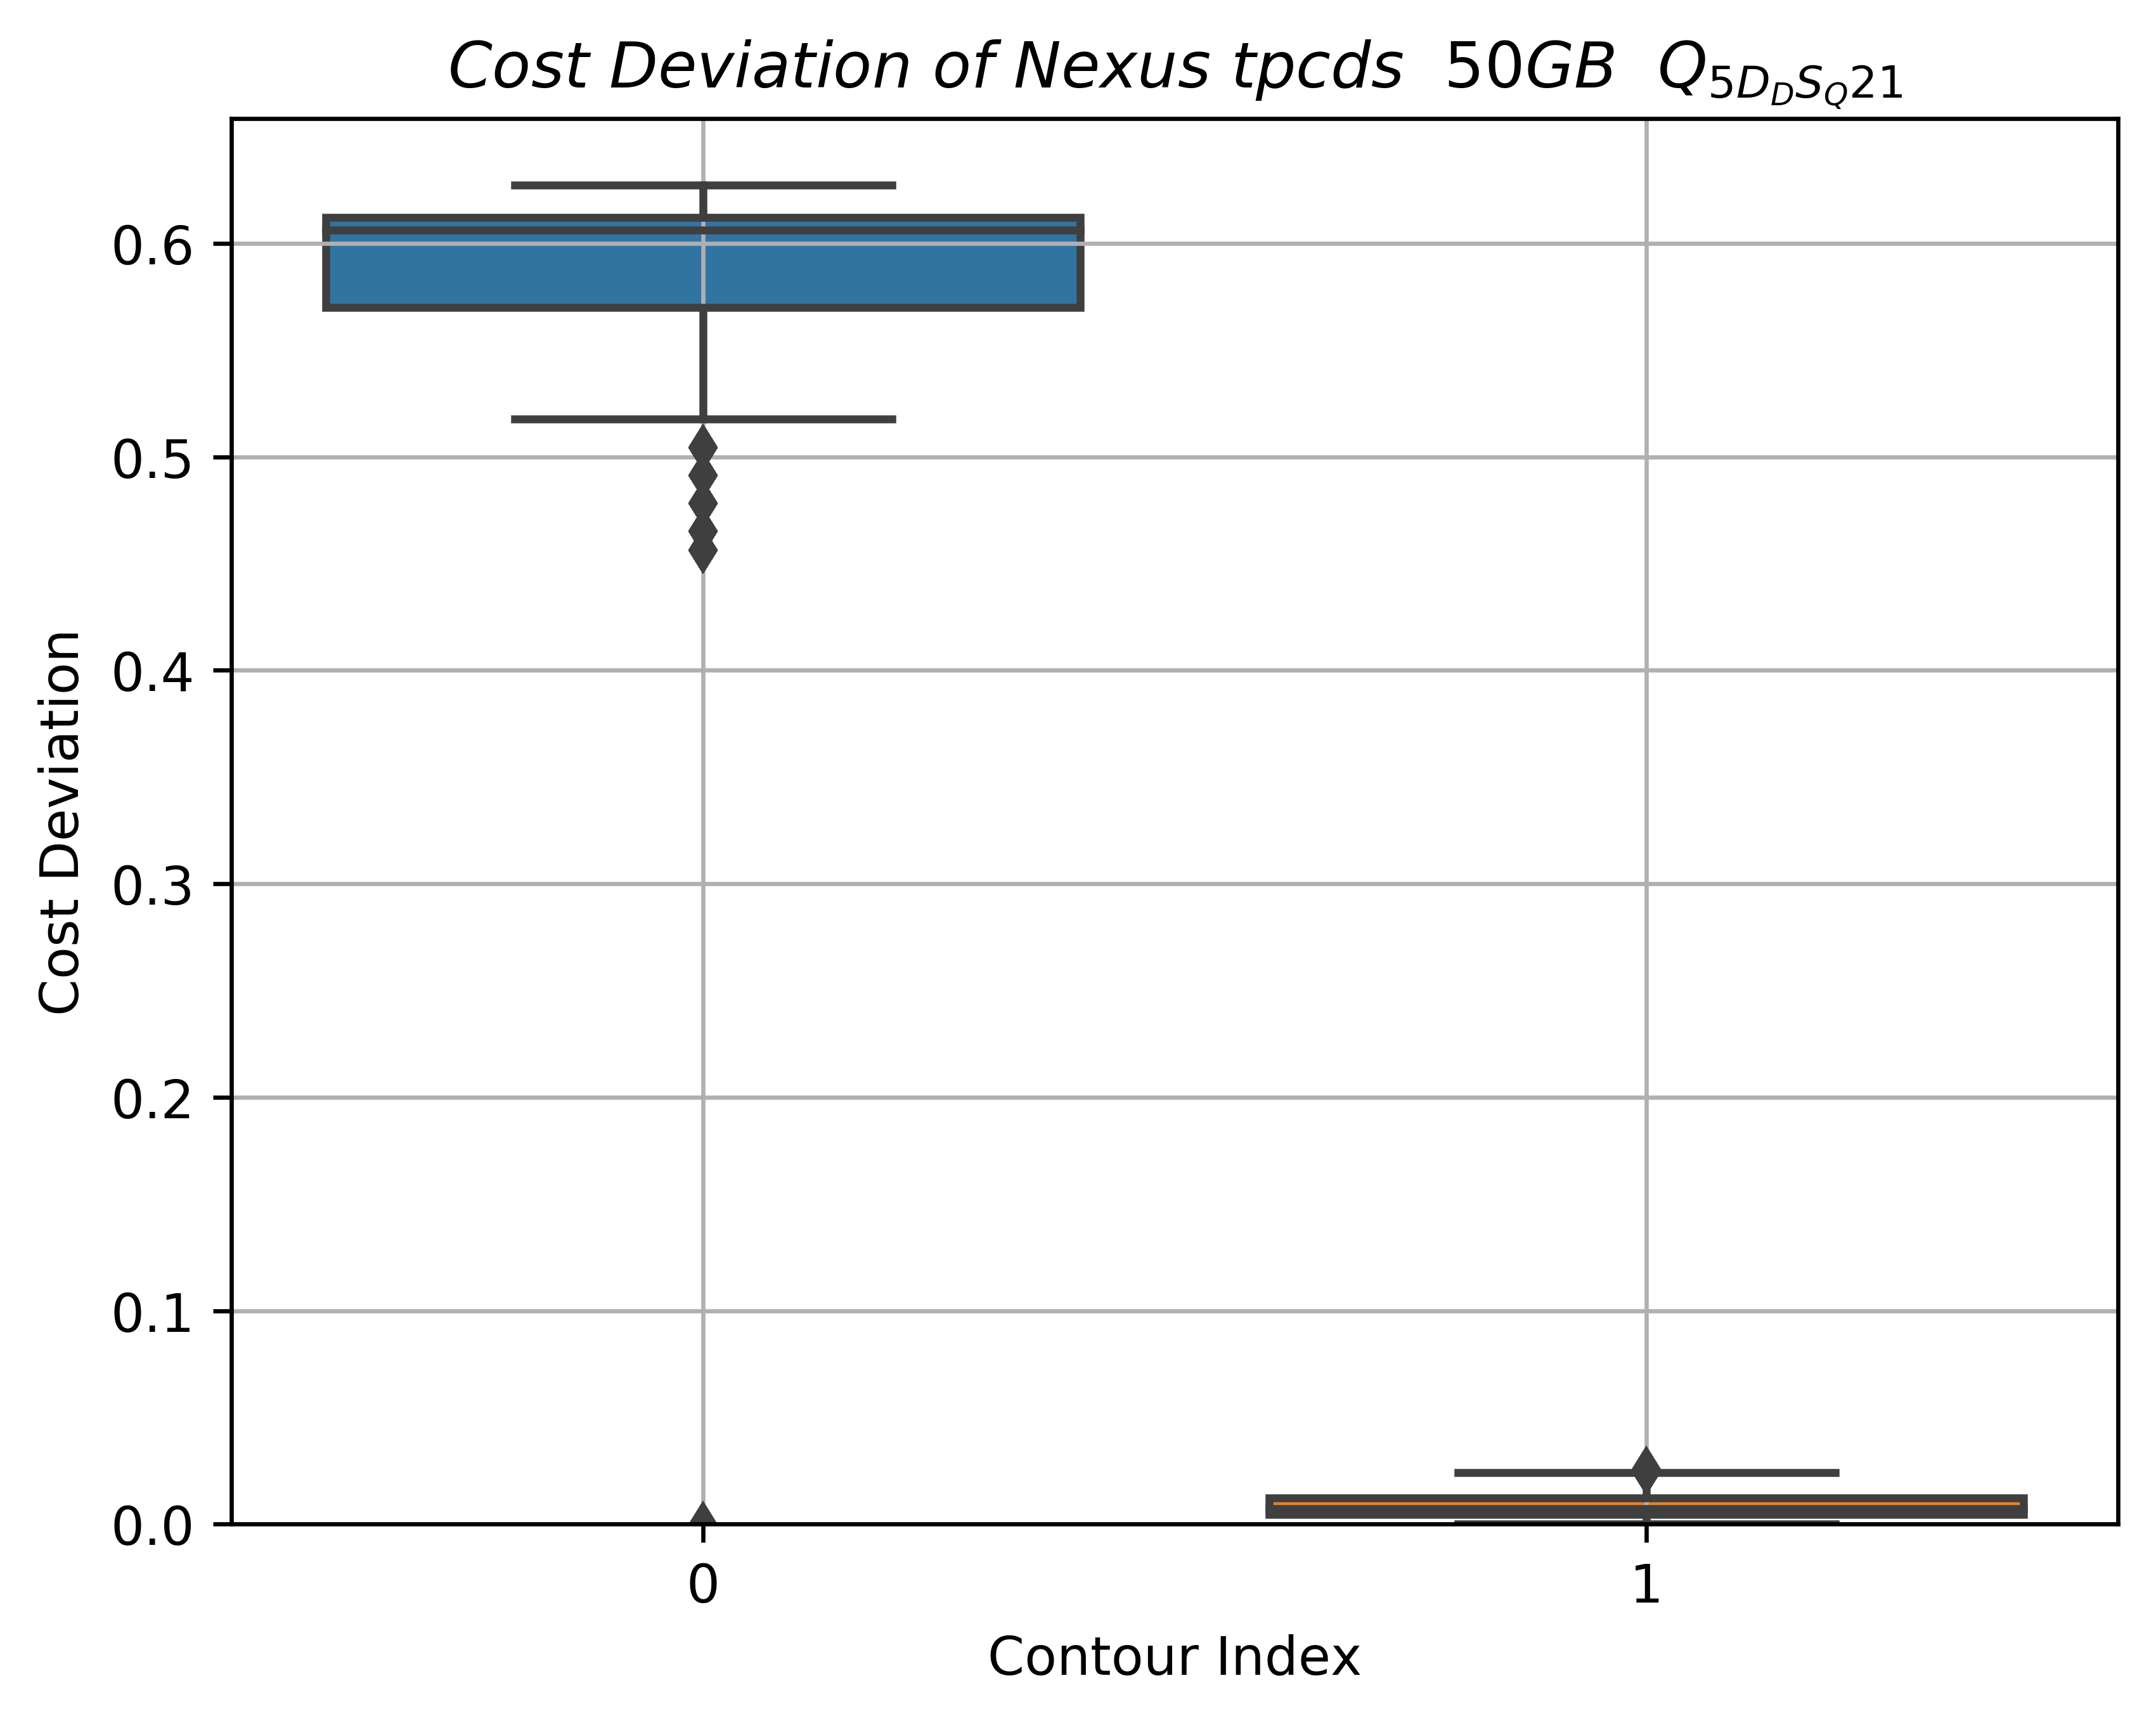 Cost Deviation of Nexus tpcds 50GB Q5DDSQ21
0.6
0.5
0.4
0.3
0.2
0.1
0.0
Cost Deviation
0 1
Contour Index